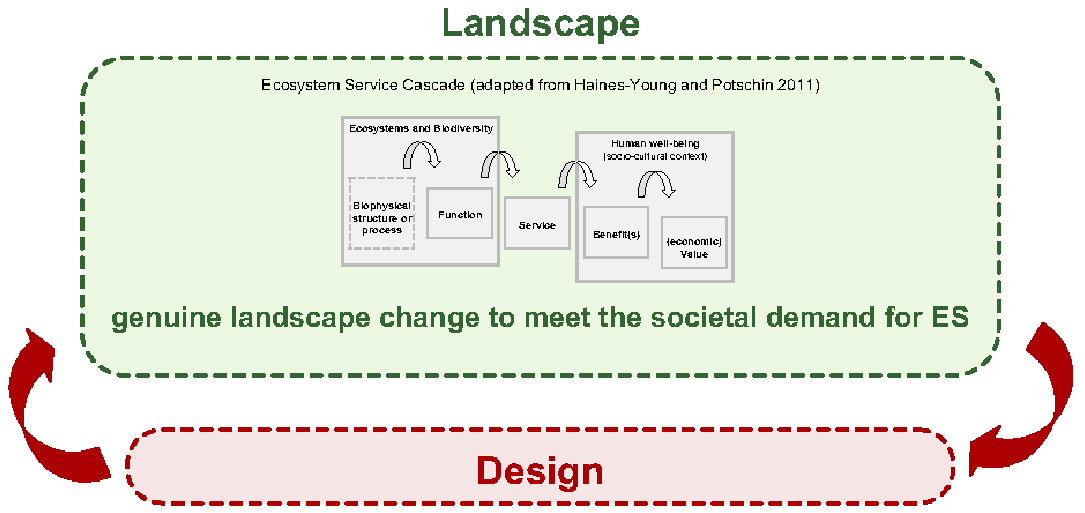 Landscape
Ecosystem Service Cascade (adapted from Haines-Young and Potschin 2011)
Ecosystems and Biodiversity
Human well-being
(socio-cultural context)
Biophysical
structure or
process
Function
Service
Benefit(s)
(economic)
Value
genuine landscape change to meet the societal demand for ES
Design